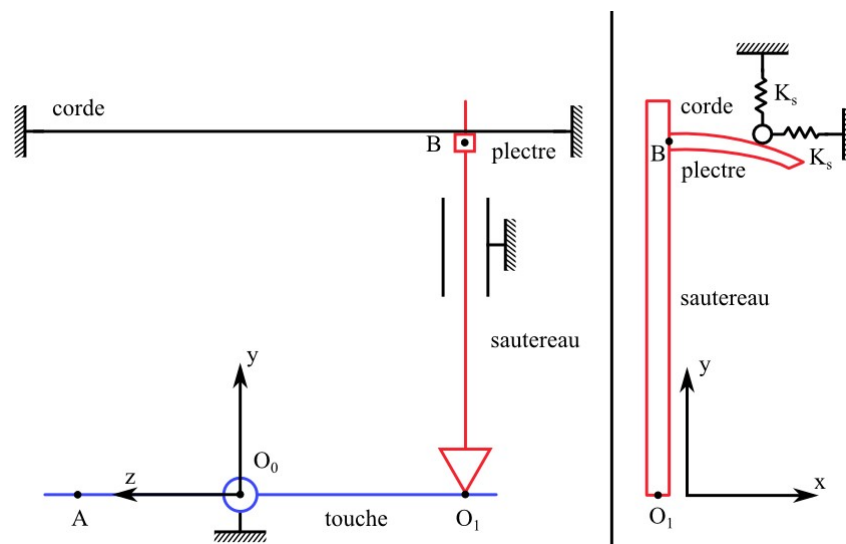 corde
B
plectre
sautereau
y
z
O₀
A
touche
O₁
Kₛ
corde
B
plectre
Kₛ
sautereau
y
x
O₁